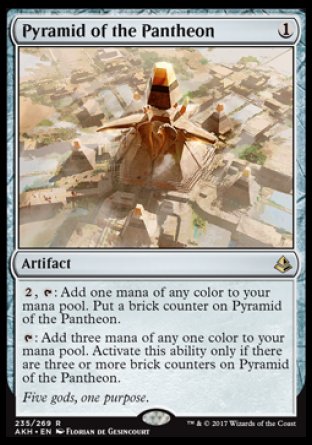 Pyramid of the Pantheon 1
Artifact
2, T: Add one mana of any color to your
mana pool. Put a brick counter on Pyramid
of the Pantheon.
T: Add three mana of any one color to your
mana pool. Activate this ability only if there
are three or more brick counters on Pyramid
of the Pantheon.
Five gods, one purpose.
235/269 R
AKH • EN FLORIAN DE GESINCOURT
™ & © 2017 Wizards of the Coast